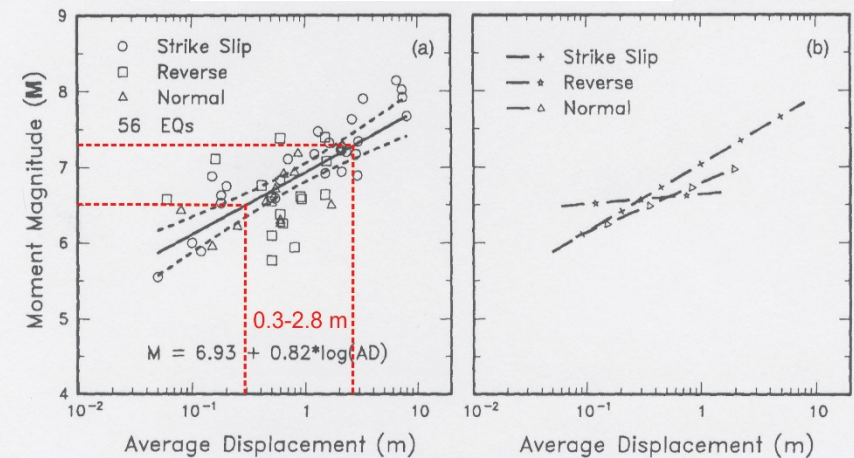 9
8
7
6
5
4
Moment Magnitude (M)
(a)
Strike Slip
Reverse
Normal
56 EQs
0.3-2.8 m
M = 6.93 + 0.82*log(AD)
10⁻² 10⁻¹ 1 10
Average Displacement (m)
(b)
Strike Slip
Reverse
Normal
10⁻² 10⁻¹ 1 10
Average Displacement (m)